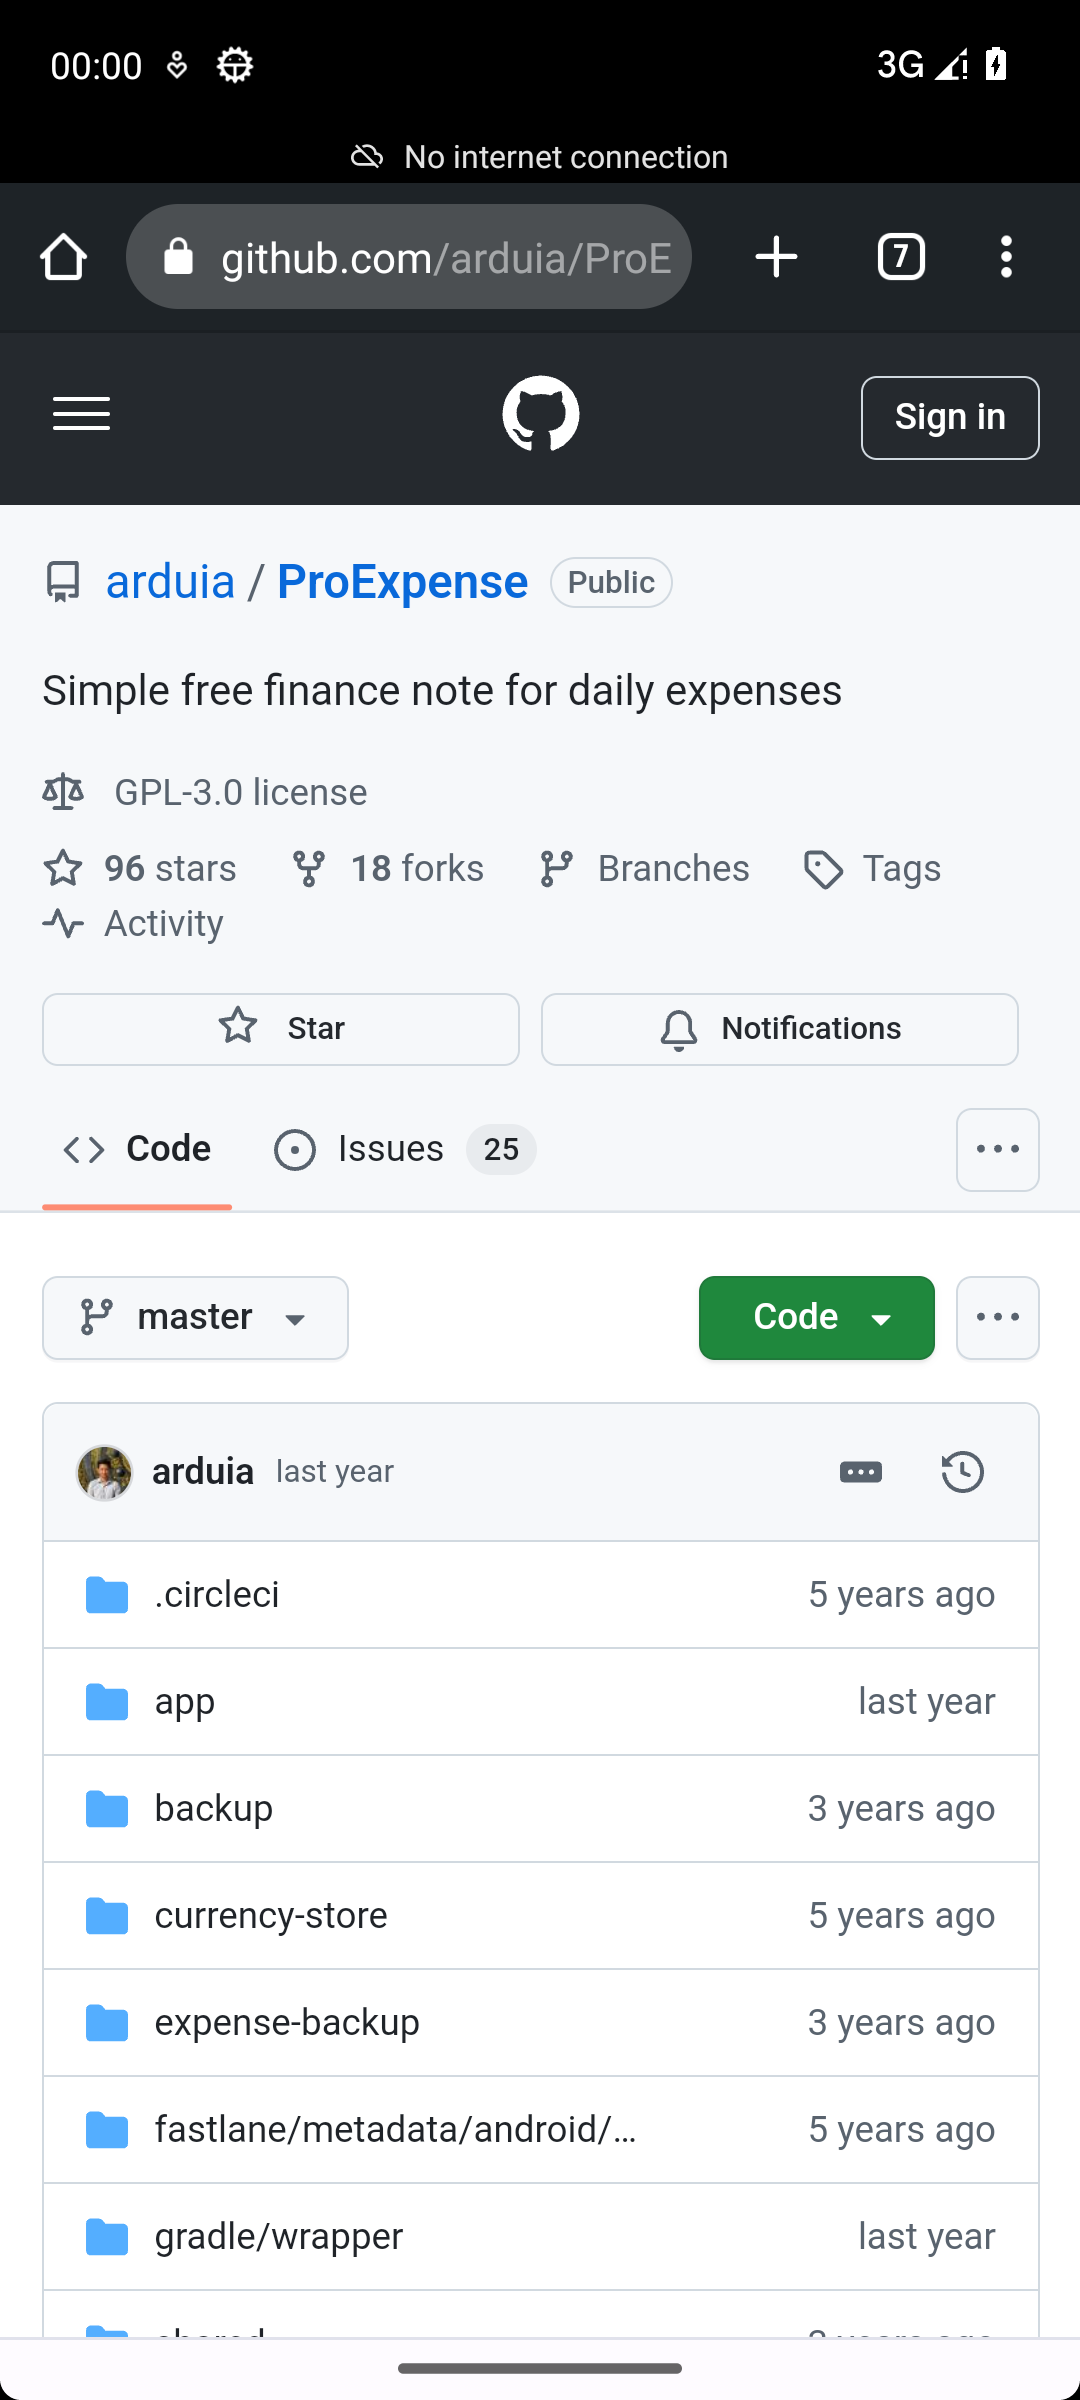 00:00 3G
No internet connection
github.com/arduia/ProE 7
Sign in
arduia / ProExpense Public
Simple free finance note for daily expenses
GPL-3.0 license
96 stars 18 forks Branches Tags
Activity
Star Notifications
Code Issues 25
master Code
arduia last year
.circleci 5 years ago
app last year
backup 3 years ago
currency-store 5 years ago
expense-backup 3 years ago
fastlane/metadata/android/… 5 years ago
gradle/wrapper last year